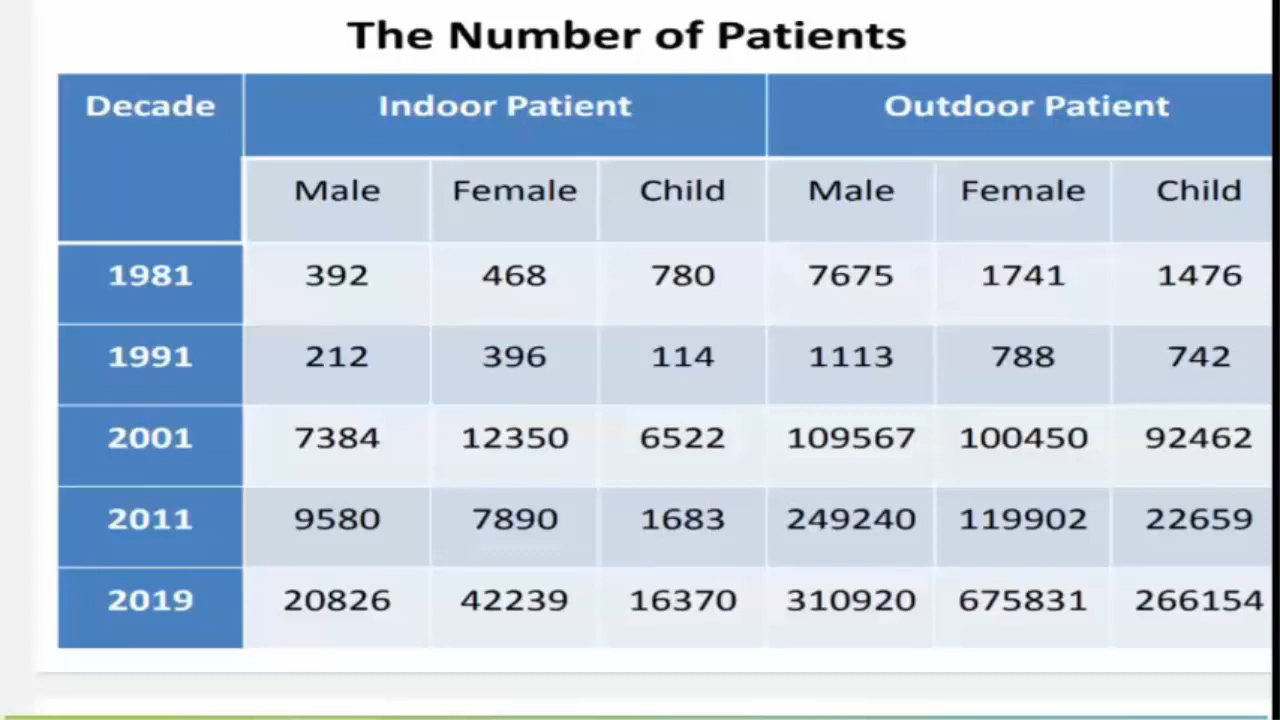 The Number of Patients
Decade Indoor Patient Outdoor Patient
Male Female Child Male Female Child
1981 392 468 780 7675 1741 1476
1991 212 396 114 1113 788 742
2001 7384 12350 6522 109567 100450 92462
2011 9580 7890 1683 249240 119902 22659
2019 20826 42239 16370 310920 675831 266154